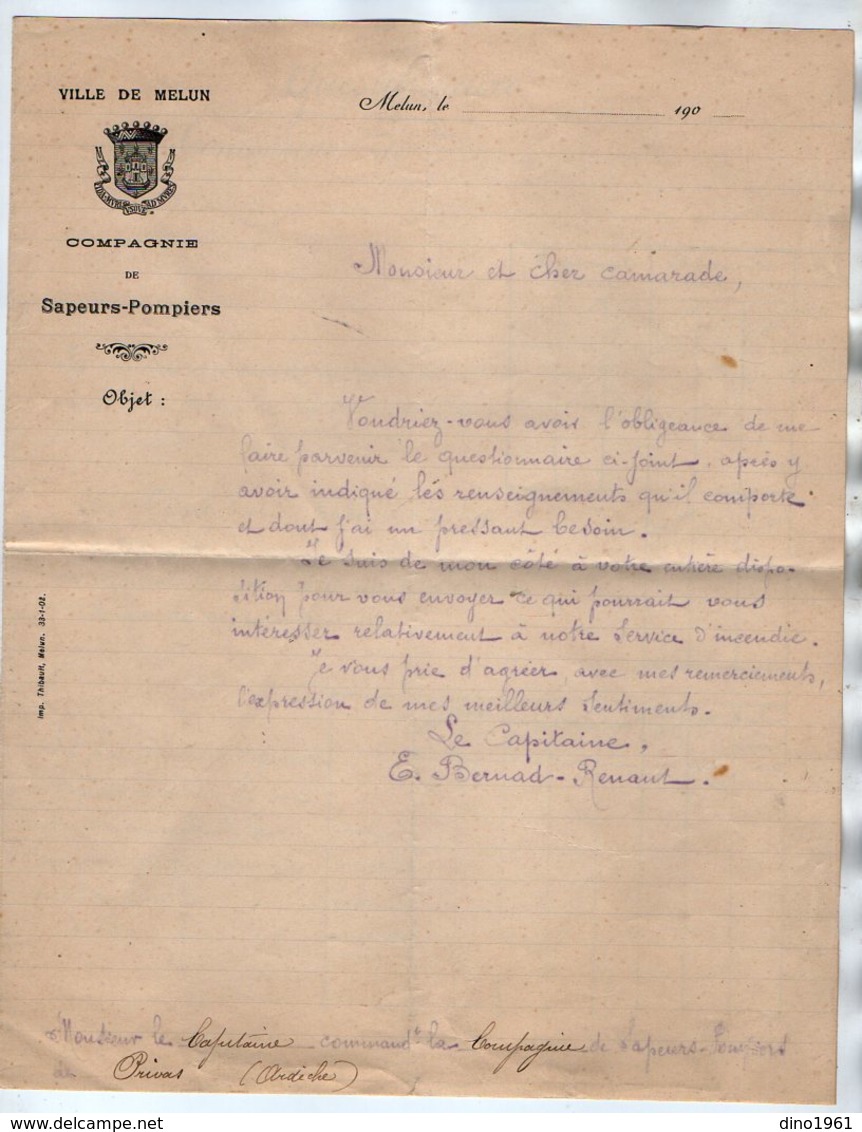 VILLE DE MELUN
Melun, le 190
COMPAGNIE
DE
Sapeurs-Pompiers
Objet :
Monsieur et cher camarade,
Voudriez-vous avoir l'obligeance de me
faire parvenir le questionnaire ci-joint, après y
avoir indiqué les renseignements qu'il comporte
et dont j'ai un pressant besoin.
Je suis de mon côté à votre entière dispo-
sition pour vous envoyer ce qui pourrait vous
intéresser relativement à notre service d'incendie.
Je vous prie d'agréer, avec mes remerciements,
l'expression de mes meilleurs sentiments.
Le Capitaine,
E. Bernad-Renaut.
Imp. Thibault, Melun. 33-1-02.
Monsieur le Capitaine command<sup>t</sup> la Compagnie de Sapeurs-Pompiers
de Privas (Ardèche)
dino1961